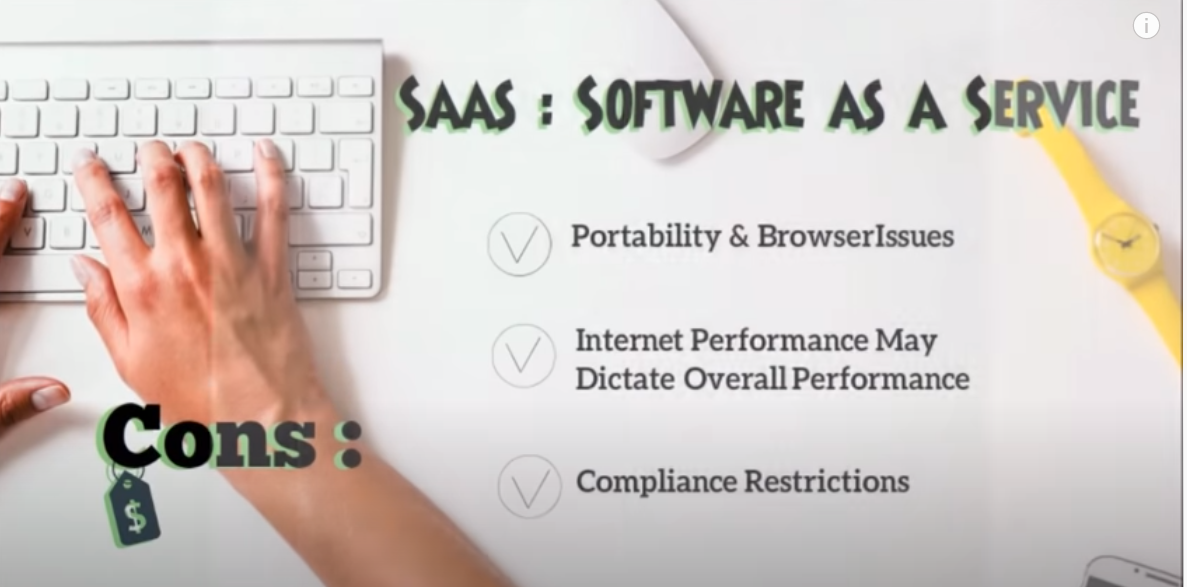 SAAS : SOFTWARE AS A SERVICE
Portability & BrowserIssues
Internet Performance May
Dictate Overall Performance
Compliance Restrictions
Cons :
$